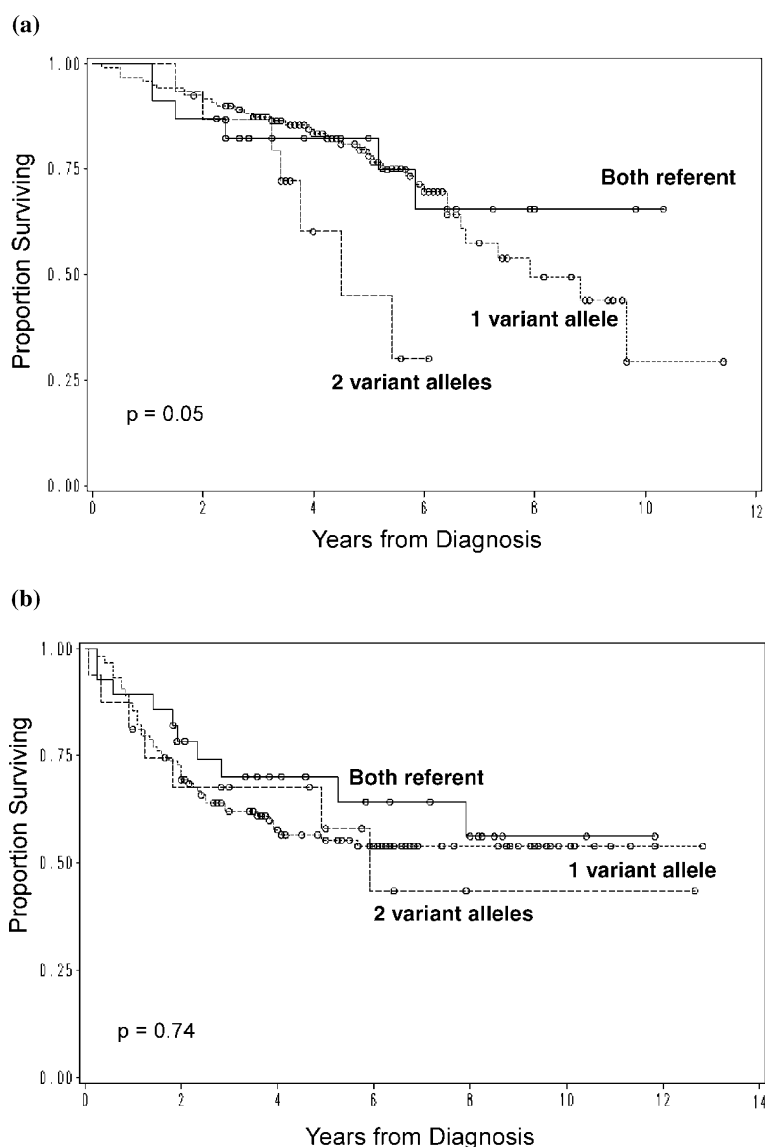 (a)
1.00
0.75
0.50
0.25
0.00
Proportion Surviving
Both referent
1 variant allele
2 variant alleles
p = 0.05
0 2 4 6 8 10 12
Years from Diagnosis
(b)
1.00
0.75
0.50
0.25
0.00
Proportion Surviving
Both referent
1 variant allele
2 variant alleles
p = 0.74
0 2 4 6 8 10 12 14
Years from Diagnosis